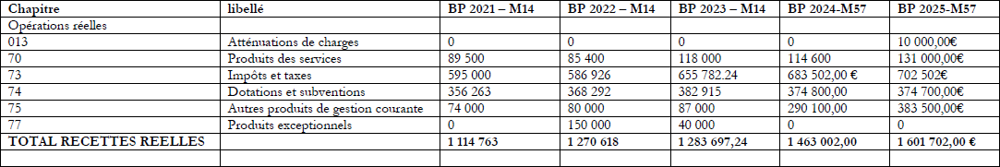 Chapitre libellé BP 2021 – M14 BP 2022 – M14 BP 2023 – M14 BP 2024-M57 BP 2025-M57
Opérations réelles
013 Atténuations de charges 0 0 0 0 10 000,00€
70 Produits des services 89 500 85 400 118 000 114 600 131 000,00€
73 Impôts et taxes 595 000 586 926 655 782.24 683 502,00 € 702 502€
74 Dotations et subventions 356 263 368 292 382 915 374 800,00 374 700,00€
75 Autres produits de gestion courante 74 000 80 000 87 000 290 100,00 383 500,00€
77 Produits exceptionnels 0 150 000 40 000 0 0
TOTAL RECETTES REELLES 1 114 763 1 270 618 1 283 697,24 1 463 002,00 1 601 702,00 €